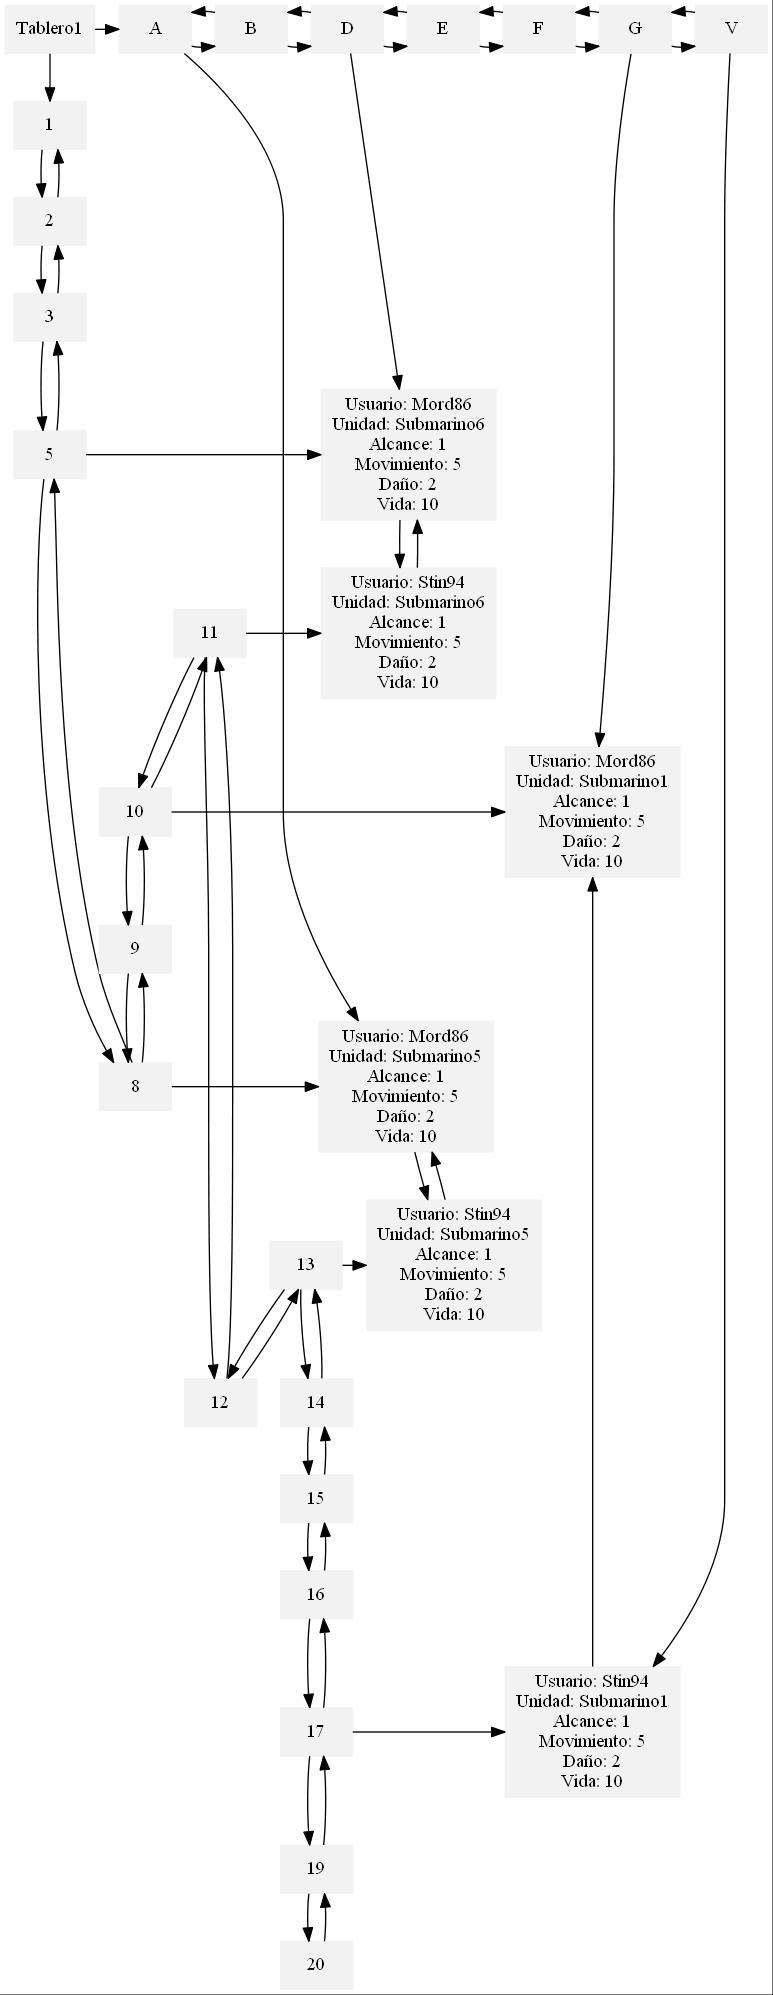 Tablero1
A
B
D
E
F
G
V
1
2
3
Usuario: Mord86
Unidad: Submarino6
Alcance: 1
Movimiento: 5
Daño: 2
Vida: 10
5
Usuario: Stin94
Unidad: Submarino6
Alcance: 1
Movimiento: 5
Daño: 2
Vida: 10
11
Usuario: Mord86
Unidad: Submarino1
Alcance: 1
Movimiento: 5
Daño: 2
Vida: 10
10
9
Usuario: Mord86
Unidad: Submarino5
Alcance: 1
Movimiento: 5
Daño: 2
Vida: 10
8
Usuario: Stin94
Unidad: Submarino5
Alcance: 1
Movimiento: 5
Daño: 2
Vida: 10
13
12
14
15
16
Usuario: Stin94
Unidad: Submarino1
Alcance: 1
Movimiento: 5
Daño: 2
Vida: 10
17
19
20